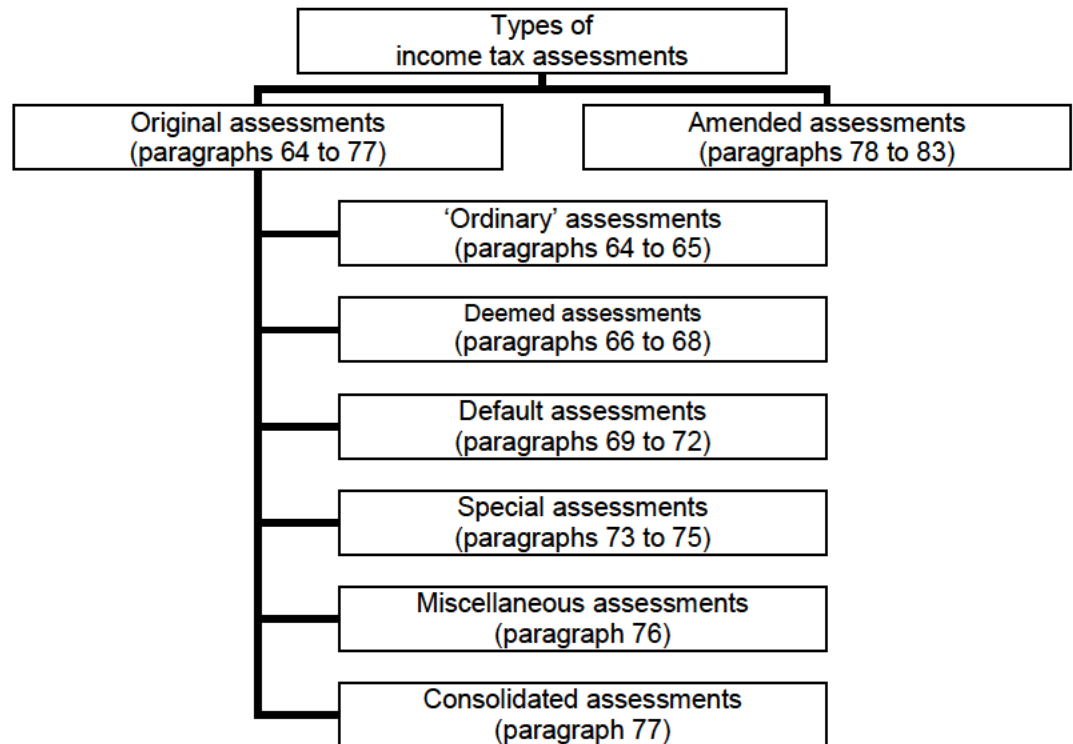 Types of
income tax assessments
Original assessments
(paragraphs 64 to 77)
Amended assessments
(paragraphs 78 to 83)
‘Ordinary’ assessments
(paragraphs 64 to 65)
Deemed assessments
(paragraphs 66 to 68)
Default assessments
(paragraphs 69 to 72)
Special assessments
(paragraphs 73 to 75)
Miscellaneous assessments
(paragraph 76)
Consolidated assessments
(paragraph 77)